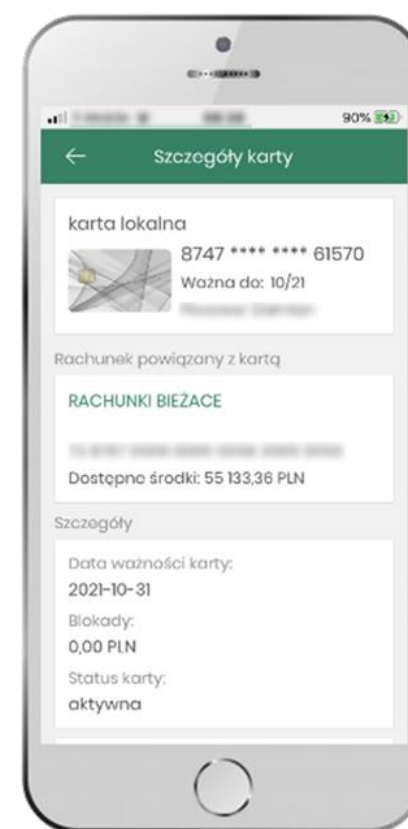 90%
Szczegóły karty
karta lokalna
8747 **** **** 61570
Ważna do: 10/21
Rachunek powiązany z kartą
RACHUNKI BIEŻACE
Dostępne środki: 55 133,36 PLN
Szczegóły
Data ważności karty:
2021-10-31
Blokady:
0,00 PLN
Status karty:
aktywna